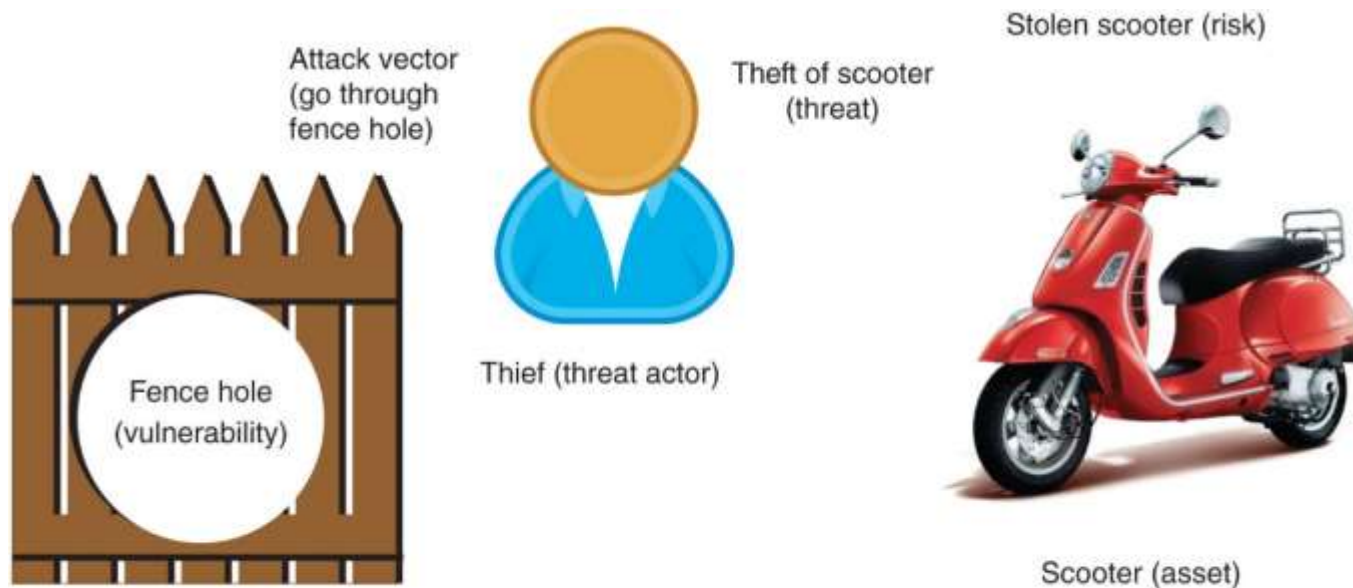 Stolen scooter (risk)
Attack vector
(go through
fence hole)
Theft of scooter
(threat)
Thief (threat actor)
Fence hole
(vulnerability)
Scooter (asset)